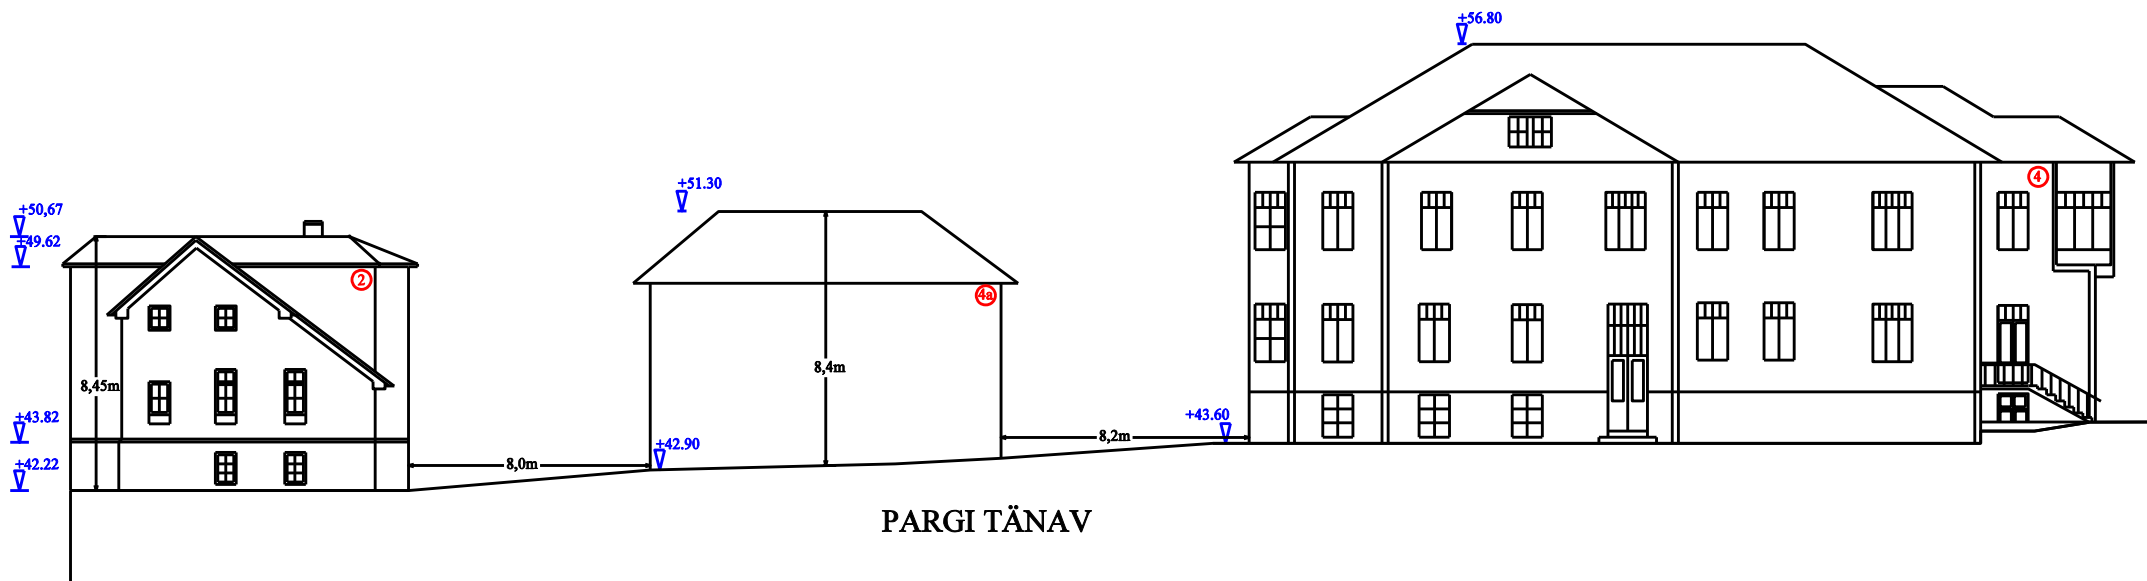 +56.80
4
+51.30
+50,67
+49.62
2
4a
8,4m
8,45m
+43.82
+43.60
8,2m
+42.90
8,0m
+42.22
PARGI TÄNAV